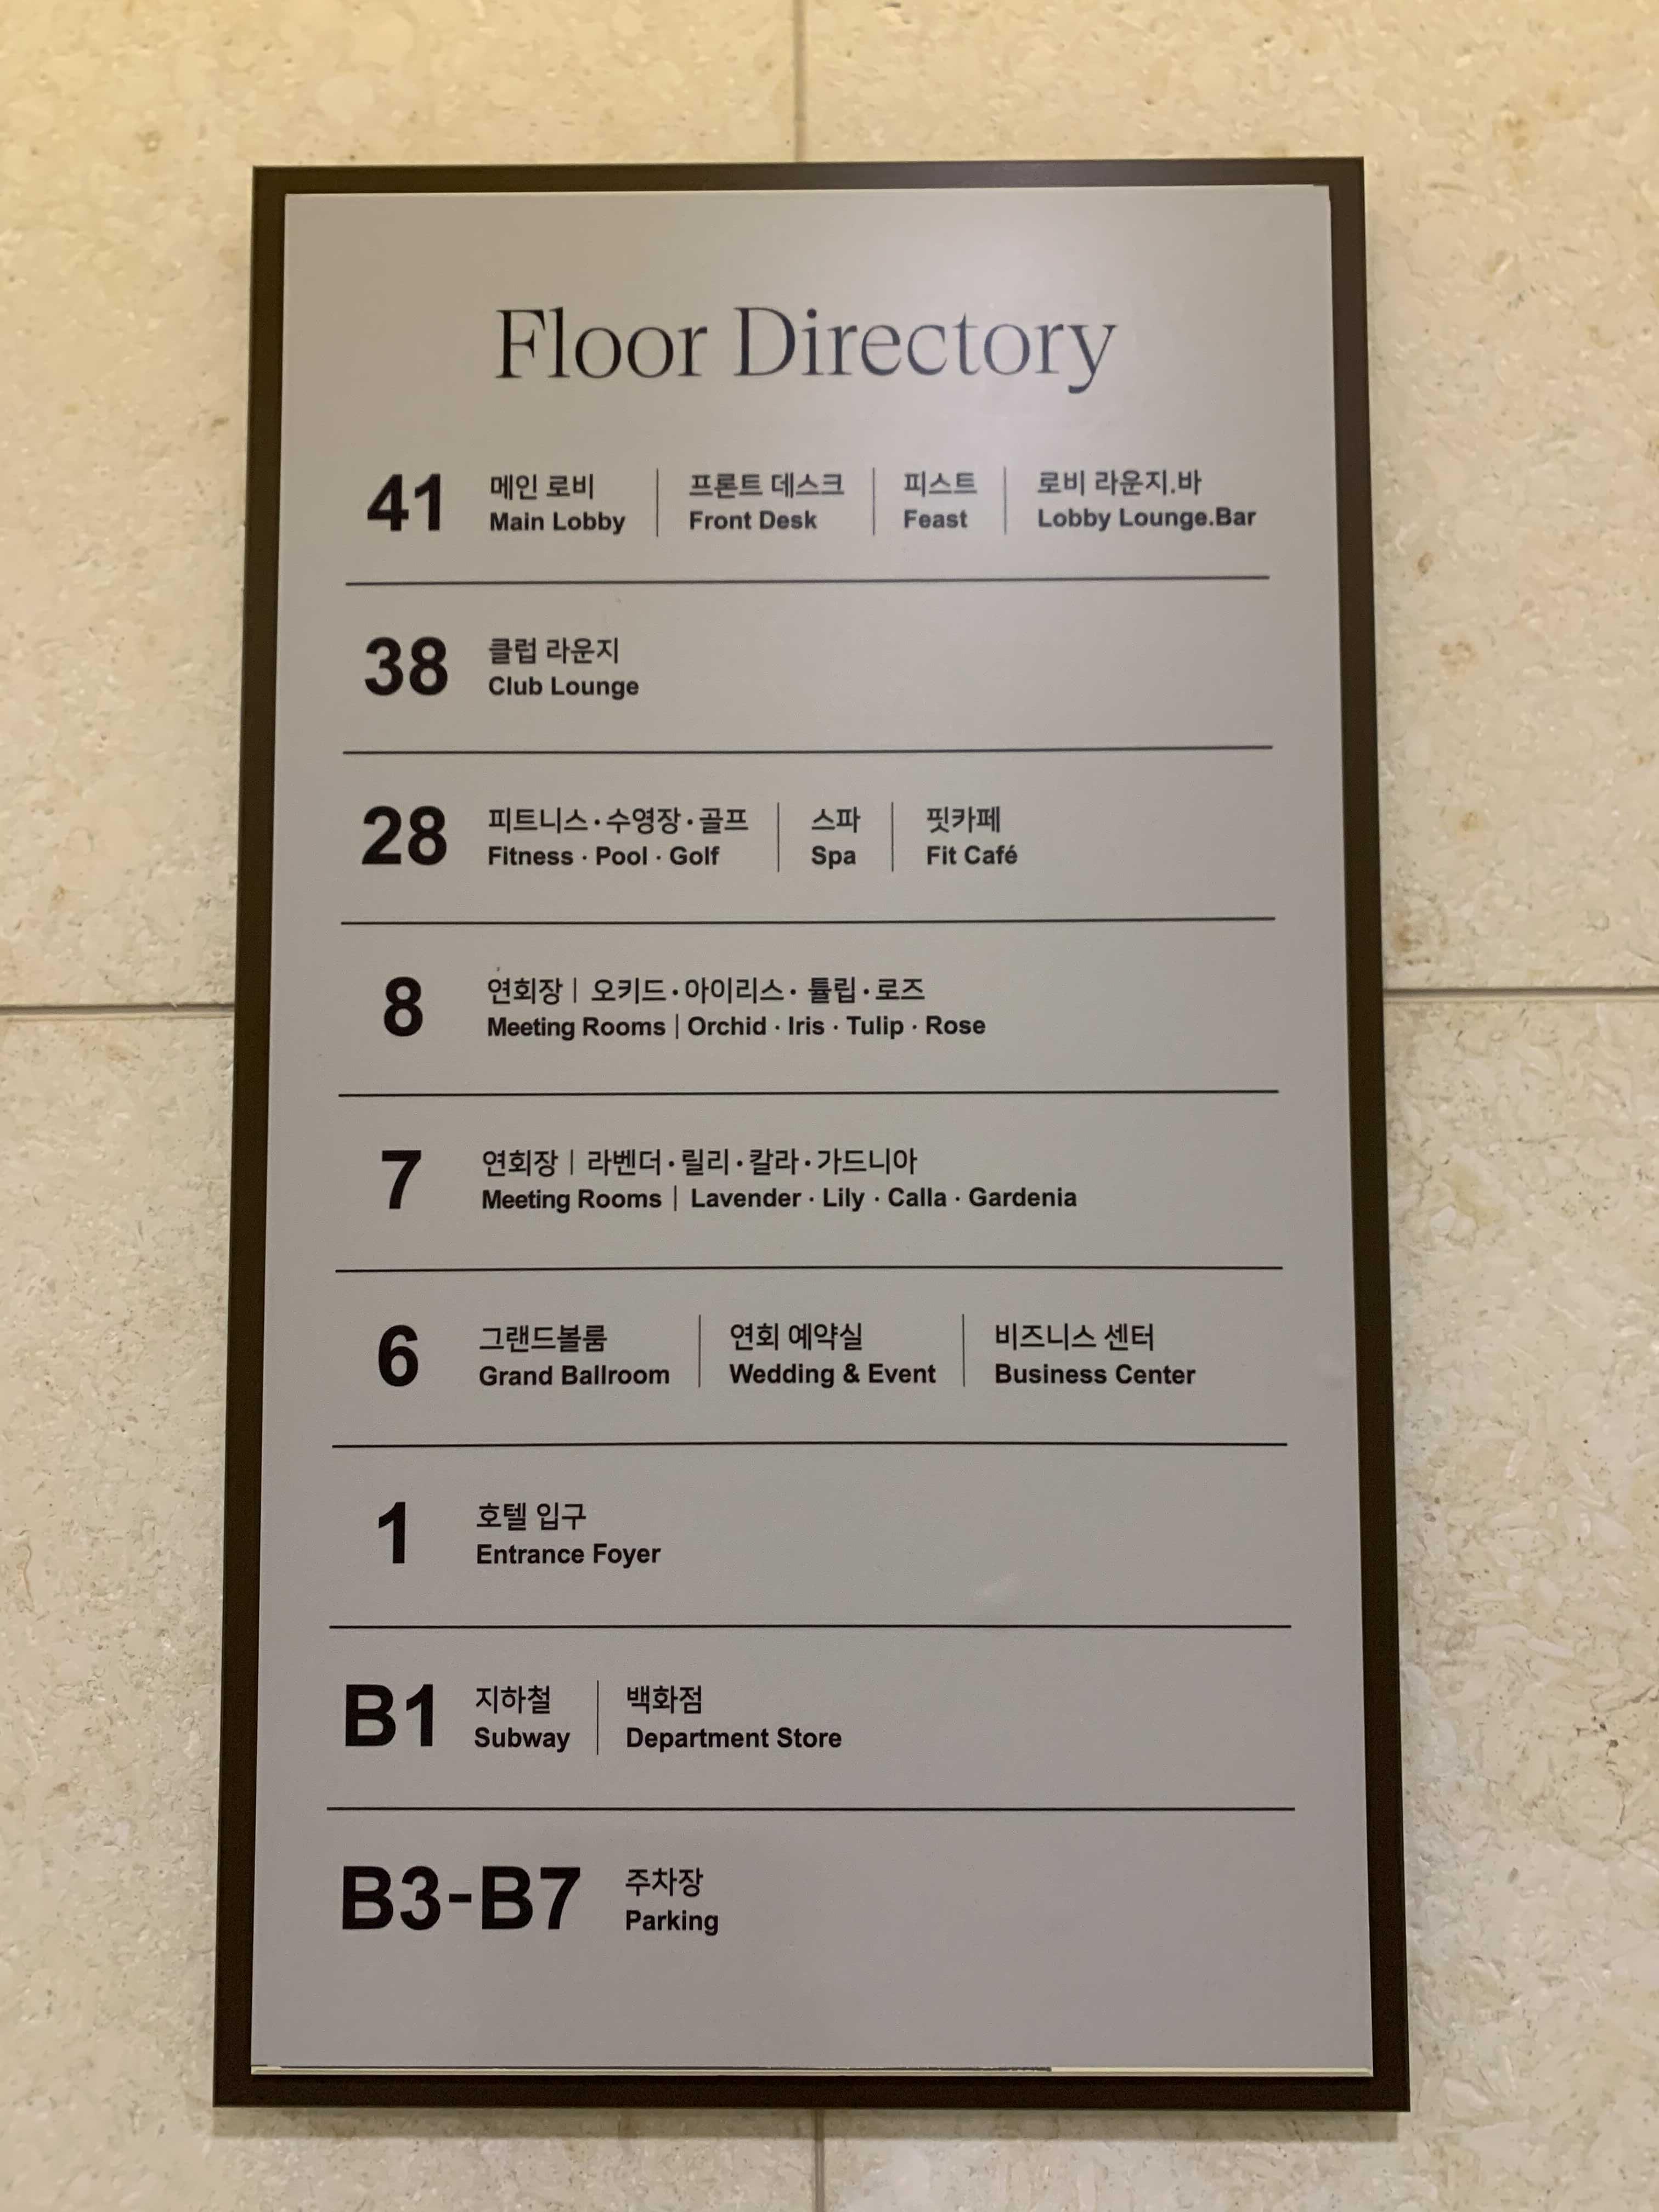 Floor Directory
41 메인 로비 | 프론트 데스크 | 피스트 | 로비 라운지.바
Main Lobby | Front Desk | Feast | Lobby Lounge.Bar
38 클럽 라운지
Club Lounge
28 피트니스·수영장·골프 | 스파 | 핏카페
Fitness · Pool · Golf | Spa | Fit Café
8 연회장 | 오키드·아이리스· 튤립·로즈
Meeting Rooms | Orchid · Iris · Tulip · Rose
7 연회장 | 라벤더·릴리·칼라·가드니아
Meeting Rooms | Lavender · Lily · Calla · Gardenia
6 그랜드볼룸 | 연회 예약실 | 비즈니스 센터
Grand Ballroom | Wedding & Event | Business Center
1 호텔 입구
Entrance Foyer
B1 지하철 | 백화점
Subway | Department Store
B3-B7 주차장
Parking